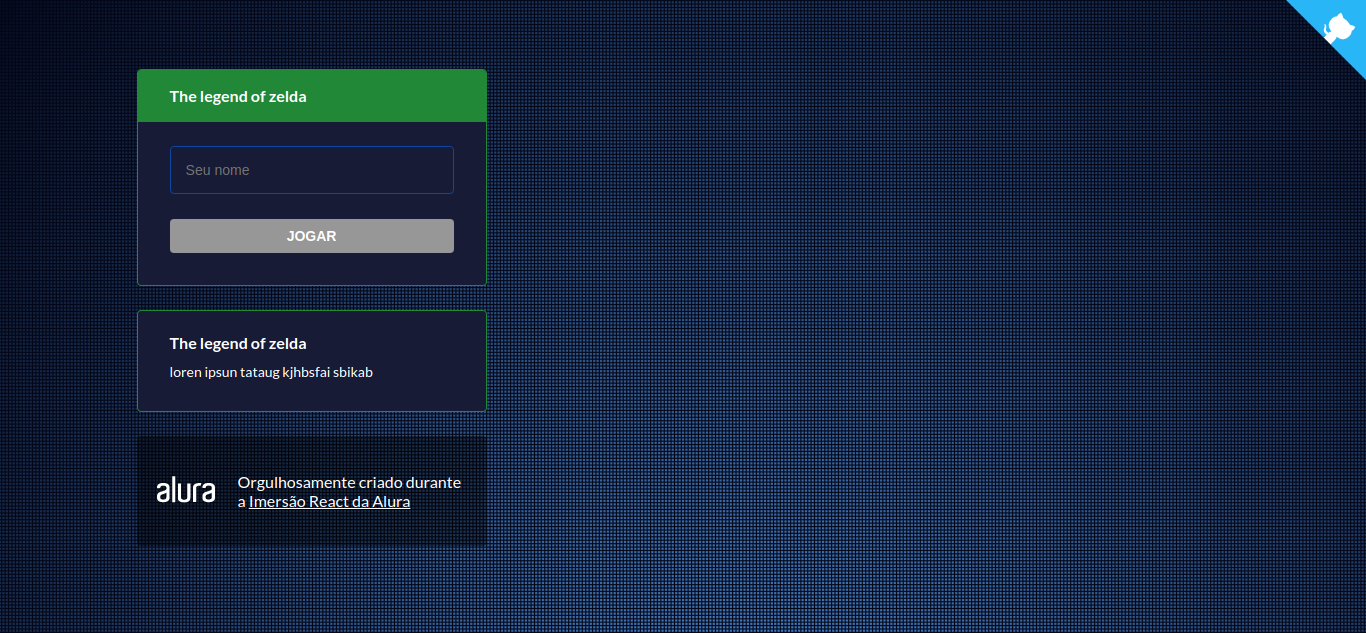 The legend of zelda
Seu nome
JOGAR
The legend of zelda
loren ipsun tataug kjhbsfai sbikab
alura
Orgulhosamente criado durante
a Imersão React da Alura